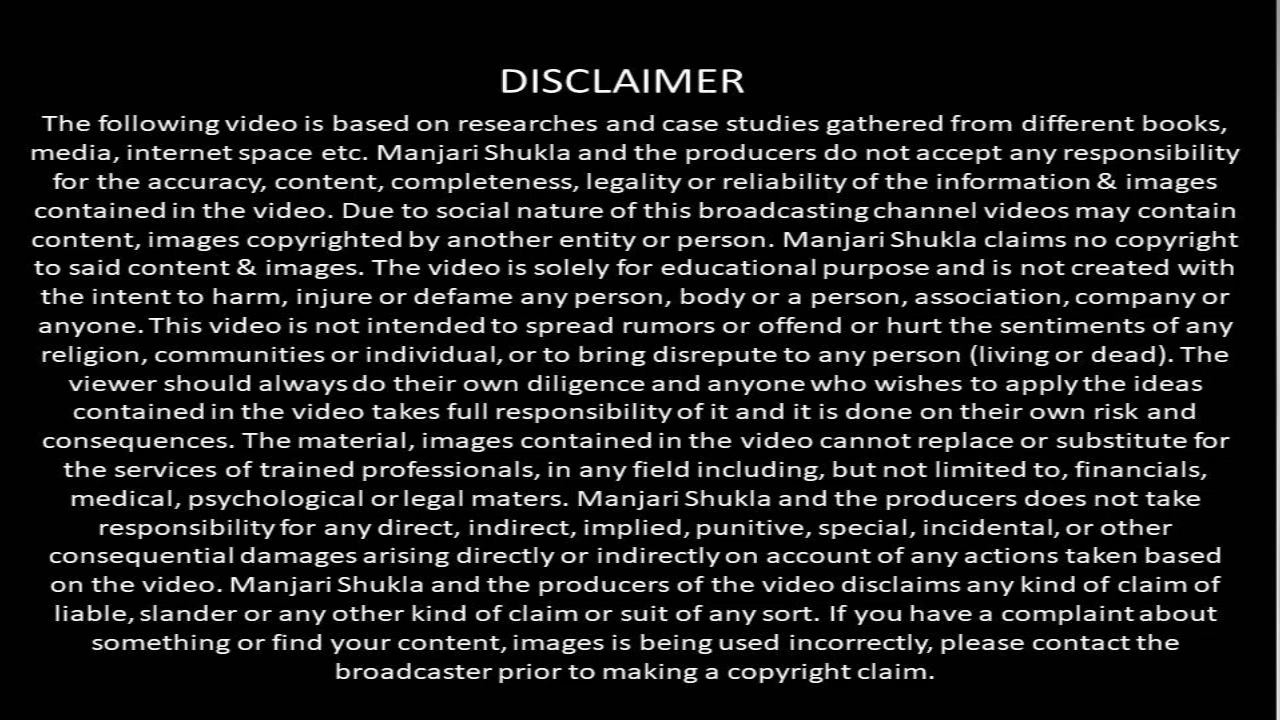 DISCLAIMER
The following video is based on researches and case studies gathered from different books,
media, internet space etc. Manjari Shukla and the producers do not accept any responsibility
for the accuracy, content, completeness, legality or reliability of the information & images
contained in the video. Due to social nature of this broadcasting channel videos may contain
content, images copyrighted by another entity or person. Manjari Shukla claims no copyright
to said content & images. The video is solely for educational purpose and is not created with
the intent to harm, injure or defame any person, body or a person, association, company or
anyone. This video is not intended to spread rumors or offend or hurt the sentiments of any
religion, communities or individual, or to bring disrepute to any person (living or dead). The
viewer should always do their own diligence and anyone who wishes to apply the ideas
contained in the video takes full responsibility of it and it is done on their own risk and
consequences. The material, images contained in the video cannot replace or substitute for
the services of trained professionals, in any field including, but not limited to, financials,
medical, psychological or legal maters. Manjari Shukla and the producers does not take
responsibility for any direct, indirect, implied, punitive, special, incidental, or other
consequential damages arising directly or indirectly on account of any actions taken based
on the video. Manjari Shukla and the producers of the video disclaims any kind of claim of
liable, slander or any other kind of claim or suit of any sort. If you have a complaint about
something or find your content, images is being used incorrectly, please contact the
broadcaster prior to making a copyright claim.